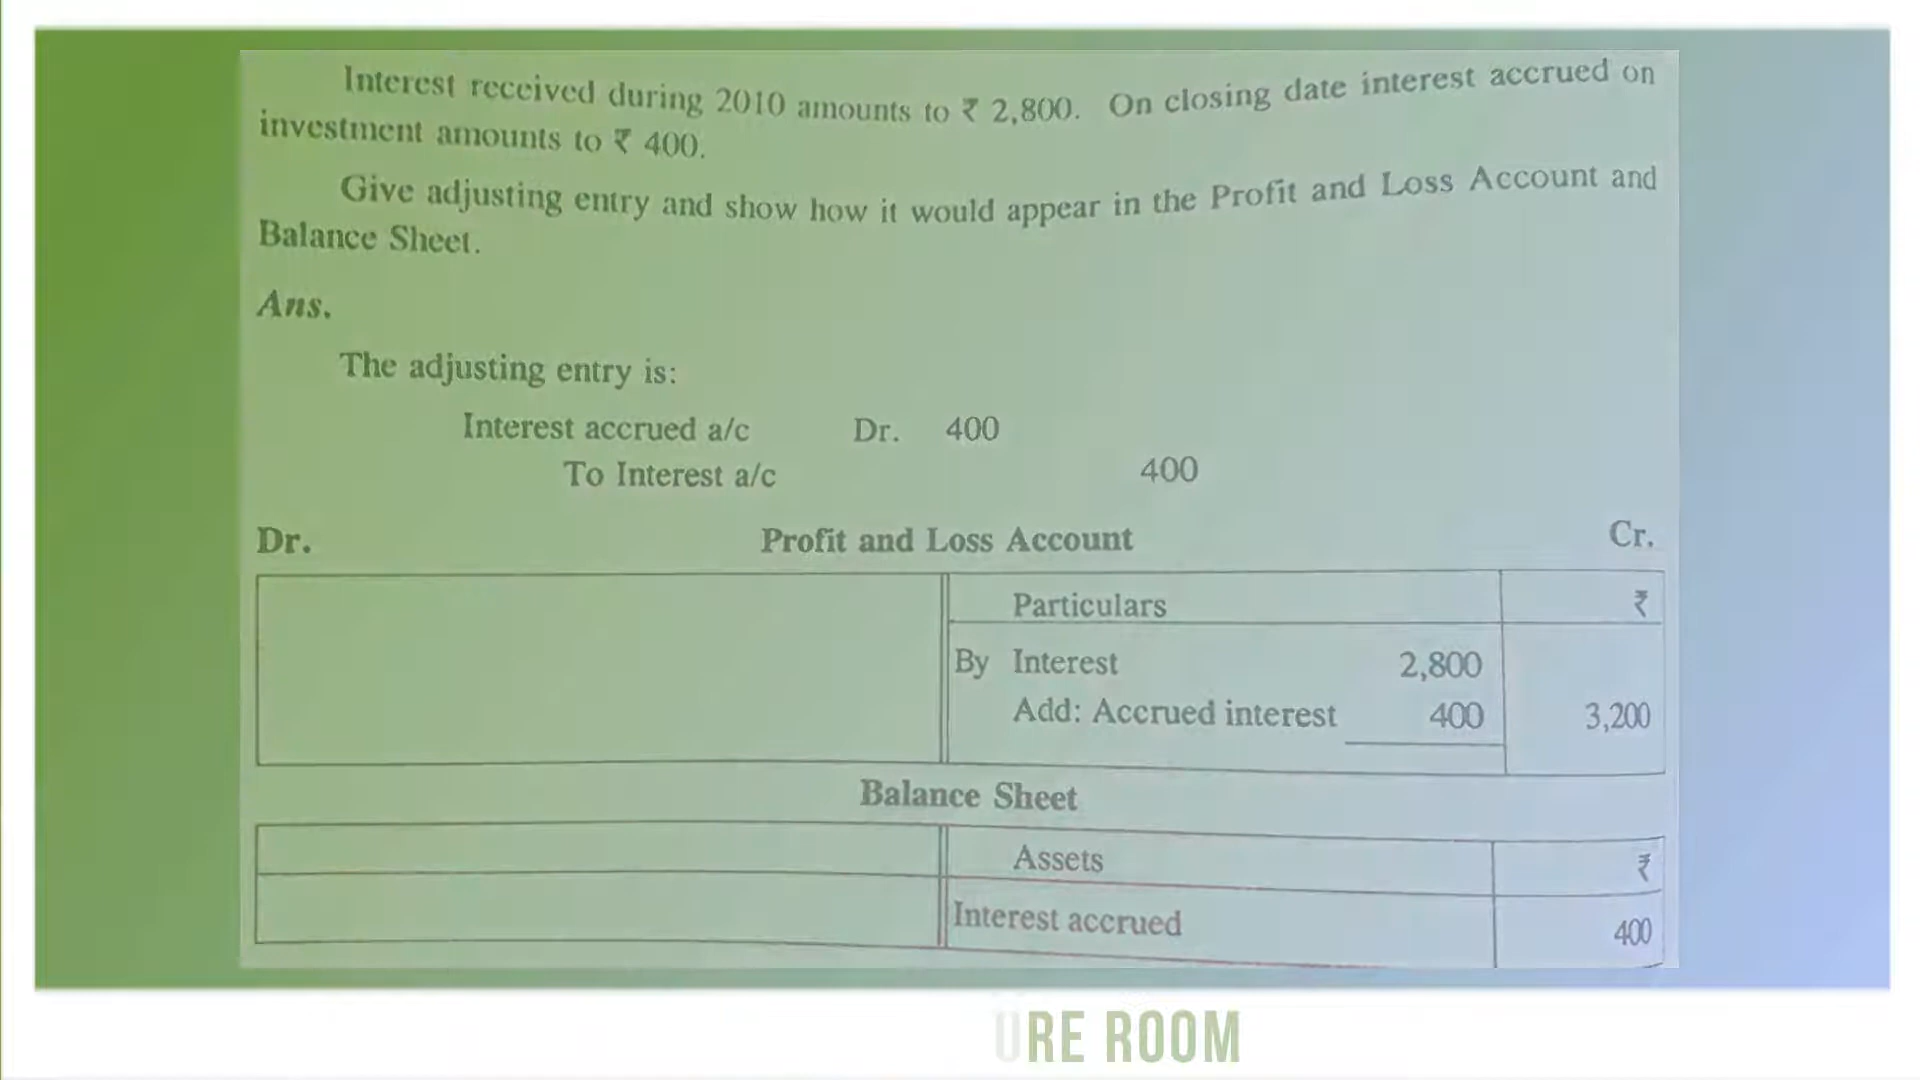 Interest received during 2010 amounts to ₹ 2,800. On closing date interest accrued on
investment amounts to ₹ 400.
Give adjusting entry and show how it would appear in the Profit and Loss Account and
Balance Sheet.
Ans.
The adjusting entry is:
Interest accrued a/c Dr. 400
To Interest a/c 400
Dr. Profit and Loss Account Cr.
Particulars ₹
By Interest 2,800
Add: Accrued interest 400 3,200
Balance Sheet
Assets ₹
Interest accrued 400
URE ROOM